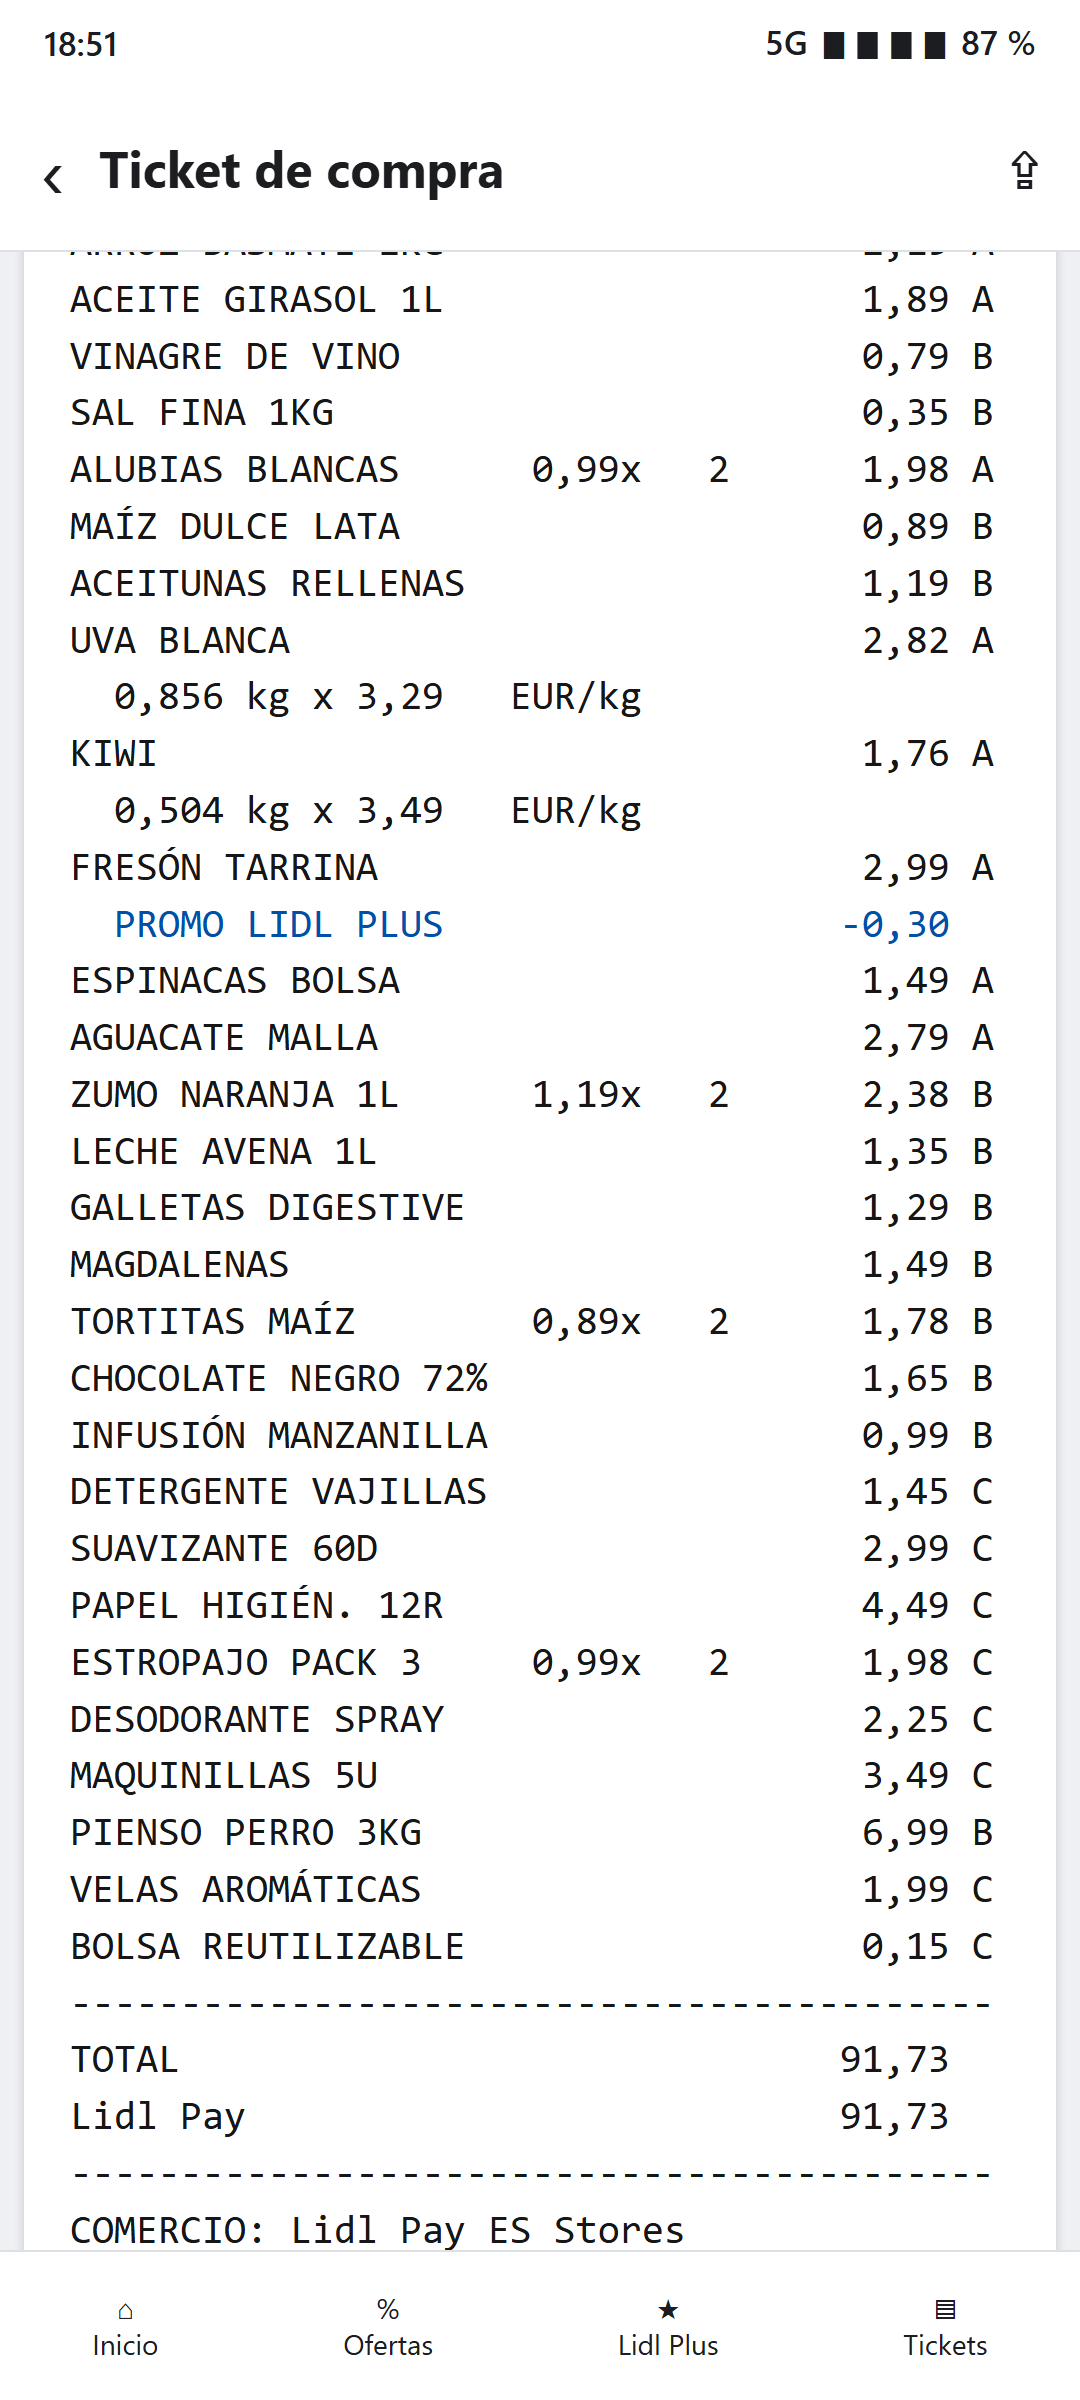 18:51 5G 87 %
‹ Ticket de compra
ACEITE GIRASOL 1L 1,89 A
VINAGRE DE VINO 0,79 B
SAL FINA 1KG 0,35 B
ALUBIAS BLANCAS 0,99x 2 1,98 A
MAÍZ DULCE LATA 0,89 B
ACEITUNAS RELLENAS 1,19 B
UVA BLANCA 2,82 A
0,856 kg x 3,29 EUR/kg
KIWI 1,76 A
0,504 kg x 3,49 EUR/kg
FRESÓN TARRINA 2,99 A
PROMO LIDL PLUS -0,30
ESPINACAS BOLSA 1,49 A
AGUACATE MALLA 2,79 A
ZUMO NARANJA 1L 1,19x 2 2,38 B
LECHE AVENA 1L 1,35 B
GALLETAS DIGESTIVE 1,29 B
MAGDALENAS 1,49 B
TORTITAS MAÍZ 0,89x 2 1,78 B
CHOCOLATE NEGRO 72% 1,65 B
INFUSIÓN MANZANILLA 0,99 B
DETERGENTE VAJILLAS 1,45 C
SUAVIZANTE 60D 2,99 C
PAPEL HIGIÉN. 12R 4,49 C
ESTROPAJO PACK 3 0,99x 2 1,98 C
DESODORANTE SPRAY 2,25 C
MAQUINILLAS 5U 3,49 C
PIENSO PERRO 3KG 6,99 B
VELAS AROMÁTICAS 1,99 C
BOLSA REUTILIZABLE 0,15 C
------------------------------------------
TOTAL 91,73
Lidl Pay 91,73
------------------------------------------
COMERCIO: Lidl Pay ES Stores
Inicio Ofertas Lidl Plus Tickets